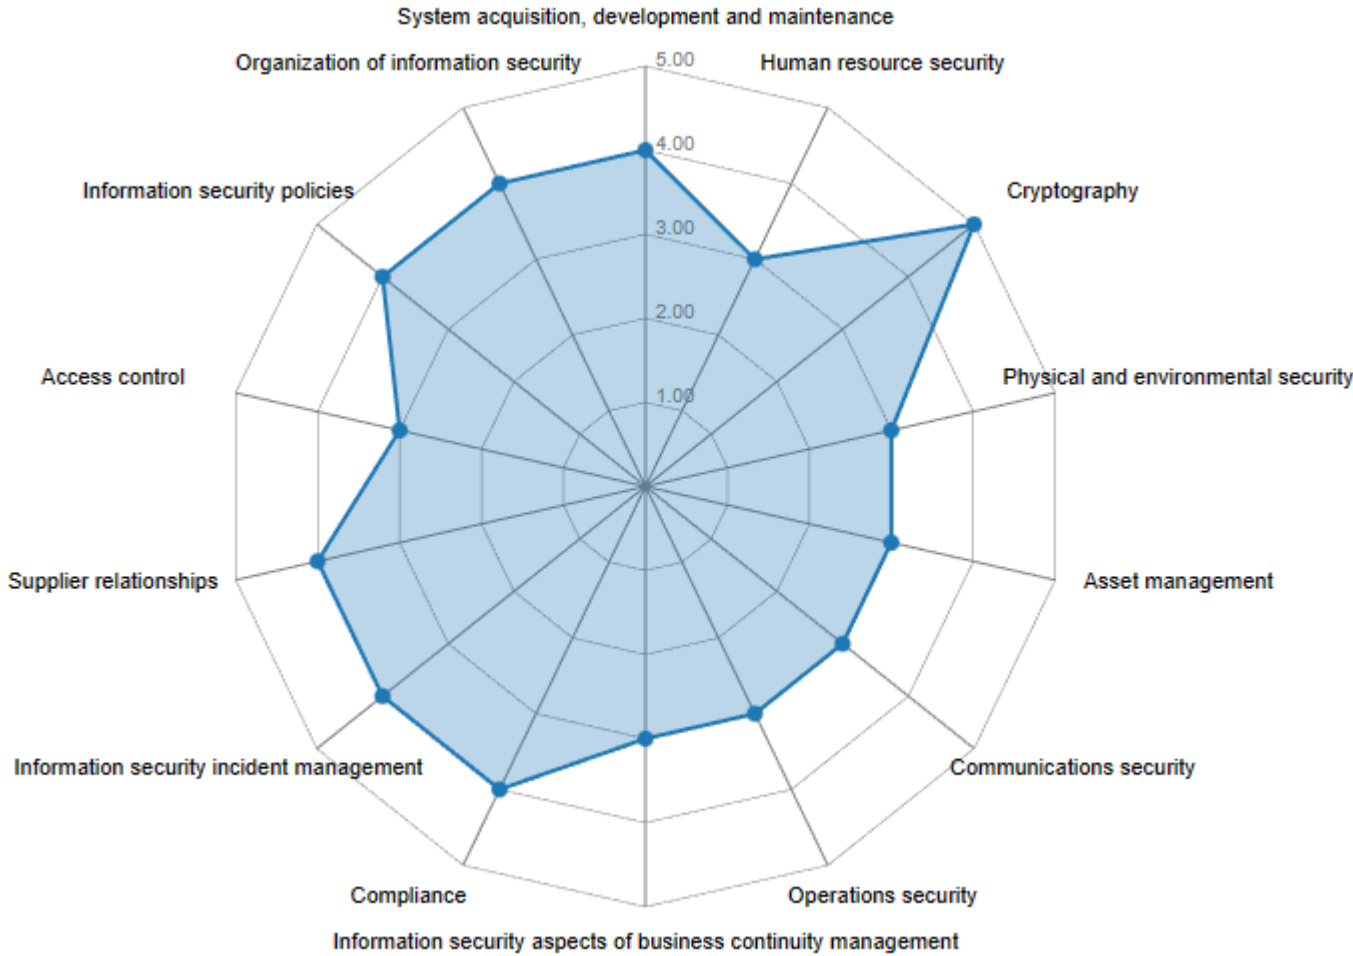 System acquisition, development and maintenance
Organization of information security
5.00
Human resource security
4.00
Information security policies
Cryptography
3.00
2.00
Access control
Physical and environmental security
1.00
Supplier relationships
Asset management
Information security incident management
Communications security
Compliance
Operations security
Information security aspects of business continuity management